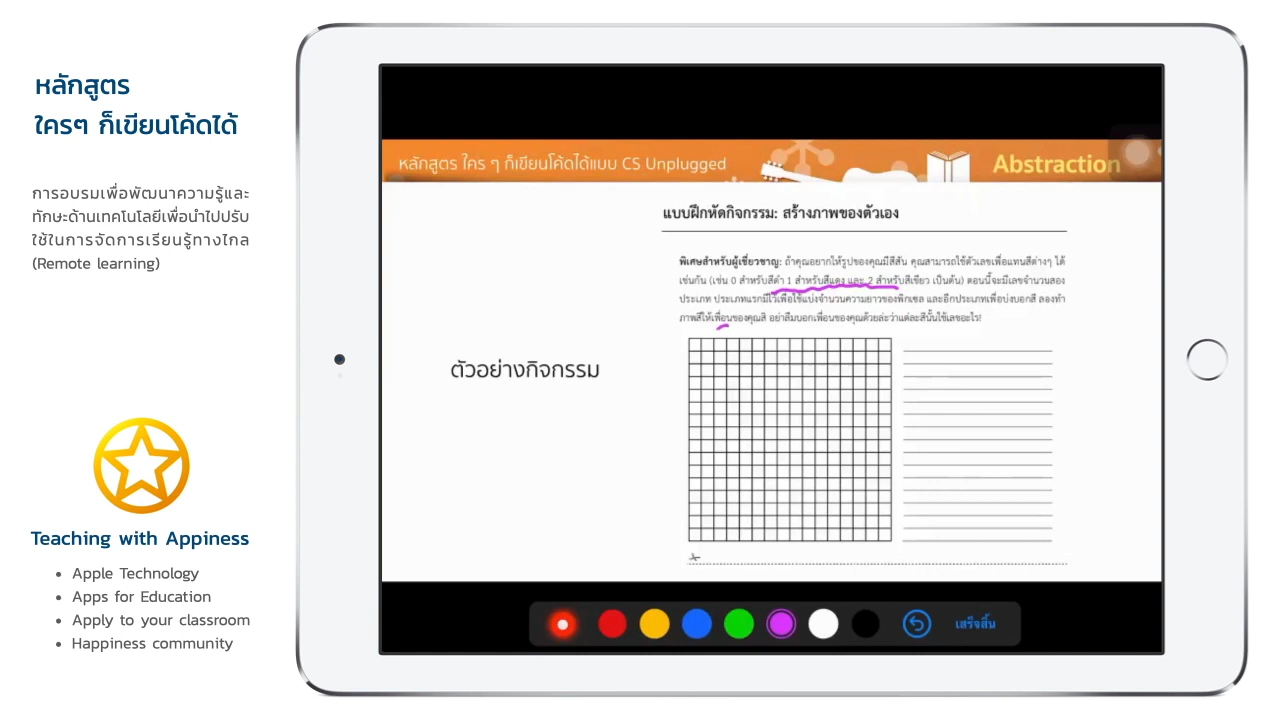 หลักสูตร
ใครๆ ก็เขียนโค้ดได้
การอบรมเพื่อพัฒนาความรู้และ
ทักษะด้านเทคโนโลยีเพื่อนำไปปรับ
ใช้ในการจัดการเรียนรู้ทางไกล
(Remote learning)
Teaching with Appiness
• Apple Technology
• Apps for Education
• Apply to your classroom
• Happiness community
หลักสูตร ใคร ๆ ก็เขียนโค้ดได้แบบ CS Unplugged
Abstraction
แบบฝึกหัดกิจกรรม: สร้างภาพของตัวเอง
พิเศษสำหรับผู้เชี่ยวชาญ: ถ้าคุณอยากให้รูปของคุณมีสีสัน คุณสามารถใช้ตัวเลขเพื่อแทนสีต่างๆ ได้
เช่นกัน (เช่น 0 สำหรับสีดำ 1 สำหรับสีแดง และ 2 สำหรับสีเขียว เป็นต้น) ตอนนี้จะมีเลขจำนวนสอง
ประเภท ประเภทแรกมีไว้เพื่อใช้แบ่งจำนวนความยาวของพิกเซล และอีกประเภทเพื่อบ่งบอกสี ลองทำ
ภาพสีให้เพื่อนของคุณสิ อย่าลืมบอกเพื่อนของคุณด้วยล่ะว่าแต่ละสีนั้นใช้เลขอะไร!
ตัวอย่างกิจกรรม
เสร็จสิ้น